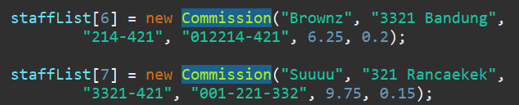 staffList[6] = new Commission("Brownz", "3321 Bandung",
"214-421", "012214-421", 6.25, 0.2);
staffList[7] = new Commission("Suuuu", "321 Rancaekek",
"3321-421", "001-221-332", 9.75, 0.15);